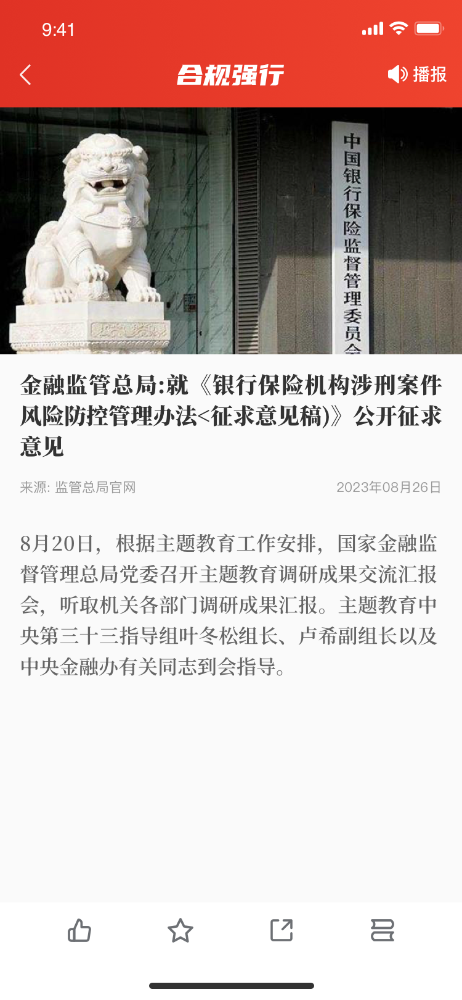 9:41
合规强行
播报
中国银行保险监督管理委员会
金融监管总局:就《银行保险机构涉刑案件
风险防控管理办法<征求意见稿)》公开征求
意见
来源: 监管总局官网
2023年08月26日
8月20日，根据主题教育工作安排，国家金融监
督管理总局党委召开主题教育调研成果交流汇报
会，听取机关各部门调研成果汇报。主题教育中
央第三十三指导组叶冬松组长、卢希副组长以及
中央金融办有关同志到会指导。